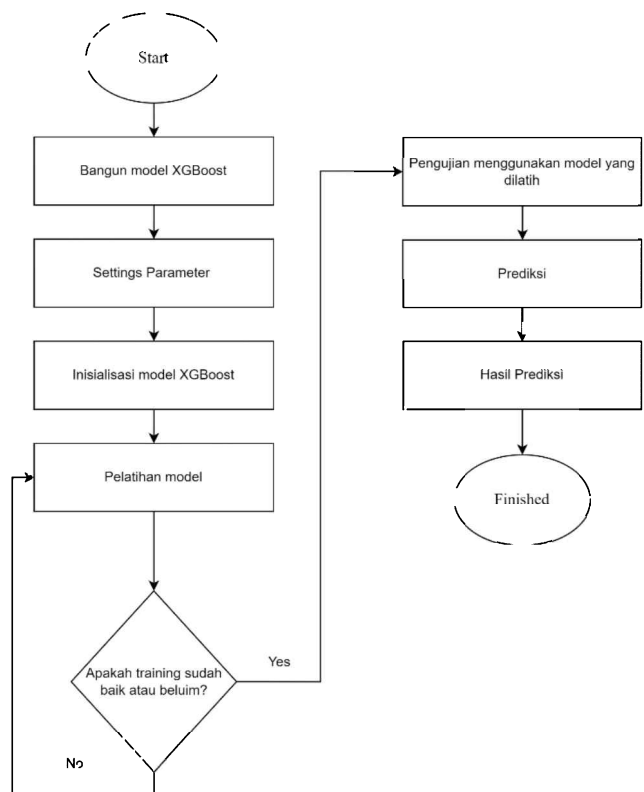 Start
Bangun model XGBoost
Settings Parameter
Inisialisasi model XGBoost
Pelatihan model
Apakah training sudah
baik atau beluim?
Yes
No
Pengujian menggunakan model yang
dilatih
Prediksi
Hasil Prediksi
Finished